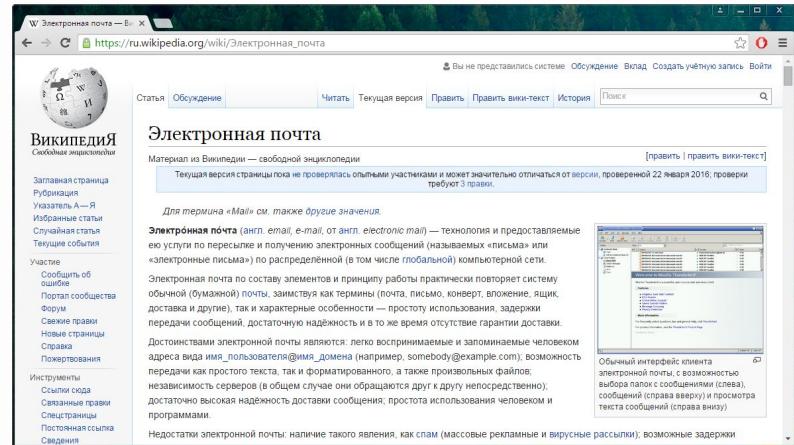 Электронная почта — Ви
https://ru.wikipedia.org/wiki/Электронная_почта
Вы не представились системе Обсуждение Вклад Создать учётную запись Войти
Статья Обсуждение Читать Текущая версия Править Править вики-текст История Поиск
ВикипедиЯ
Свободная энциклопедия
Заглавная страница
Рубрикация
Указатель А — Я
Избранные статьи
Случайная статья
Текущие события
Участие
Сообщить об
ошибке
Портал сообщества
Форум
Свежие правки
Новые страницы
Справка
Пожертвования
Инструменты
Ссылки сюда
Связанные правки
Спецстраницы
Постоянная ссылка
Сведения
Электронная почта
Материал из Википедии — свободной энциклопедии [править | править вики-текст]
Текущая версия страницы пока не проверялась опытными участниками и может значительно отличаться от версии, проверенной 22 января 2016; проверки
требуют 3 правки.
Для термина «Mail» см. также другие значения.
Электро́нная по́чта (англ. email, e-mail, от англ. electronic mail) — технология и предоставляемые
ею услуги по пересылке и получению электронных сообщений (называемых «письма» или
«электронные письма») по распределённой (в том числе глобальной) компьютерной сети.
Электронная почта по составу элементов и принципу работы практически повторяет систему
обычной (бумажной) почты, заимствуя как термины (почта, письмо, конверт, вложение, ящик,
доставка и другие), так и характерные особенности — простоту использования, задержки
передачи сообщений, достаточную надёжность и в то же время отсутствие гарантии доставки.
Достоинствами электронной почты являются: легко воспринимаемые и запоминаемые человеком
адреса вида имя_пользователя@имя_домена (например, somebody@example.com); возможность
передачи как простого текста, так и форматированного, а также произвольных файлов;
независимость серверов (в общем случае они обращаются друг к другу непосредственно);
достаточно высокая надёжность доставки сообщения; простота использования человеком и
программами.
Недостатки электронной почты: наличие такого явления, как спам (массовые рекламные и вирусные рассылки); возможные задержки
Обычный интерфейс клиента
электронной почты, с возможностью
выбора папок с сообщениями (слева),
сообщений (справа вверху) и просмотра
текста сообщений (справа внизу)